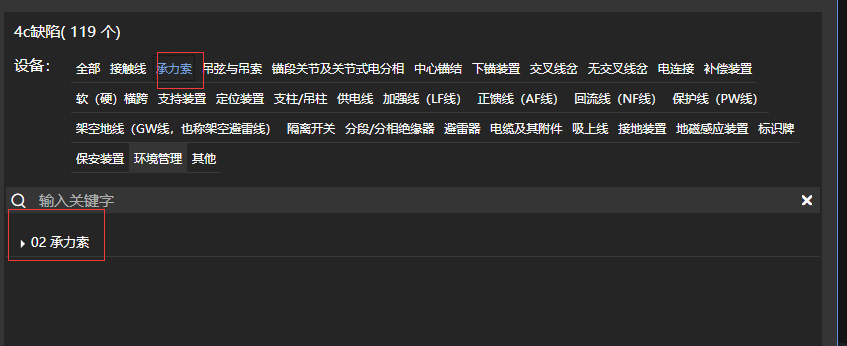 4c缺陷( 119 个)
设备： 全部 接触线 承力索 吊弦与吊索 锚段关节及关节式电分相 中心锚结 下锚装置 交叉线岔 无交叉线岔 电连接 补偿装置
软（硬）横跨 支持装置 定位装置 支柱/吊柱 供电线 加强线（LF线） 正馈线（AF线） 回流线（NF线） 保护线（PW线）
架空地线（GW线，也称架空避雷线） 隔离开关 分段/分相绝缘器 避雷器 电缆及其附件 吸上线 接地装置 地磁感应装置 标识牌
保安装置 环境管理 其他
输入关键字
02 承力索